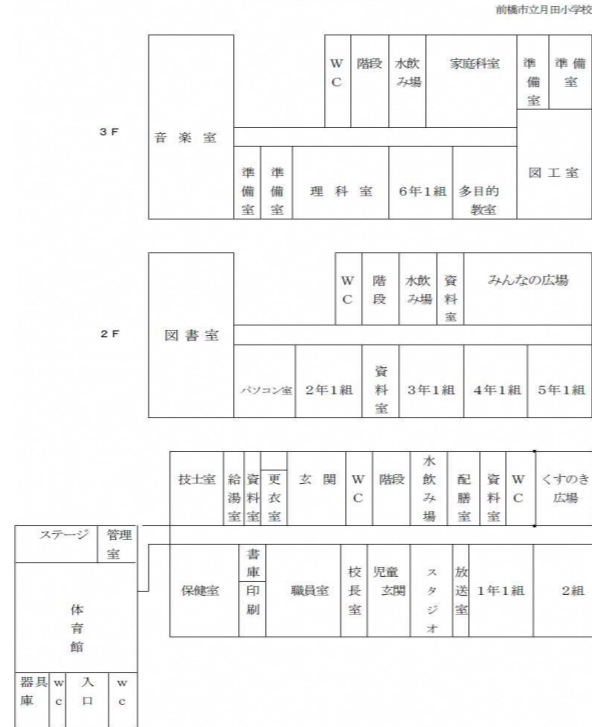 前橋市立月田小学校
3F
音楽室
WC
階段
水飲み場
家庭科室
準備室
準備室
図工室
準備室
準備室
理科室
6年1組
多目的教室
2F
図書室
WC
階段
水飲み場
資料室
みんなの広場
パソコン室
2年1組
資料室
3年1組
4年1組
5年1組
技士室
給湯室
資料室
更衣室
玄関
WC
階段
水飲み場
配膳室
資料室
WC
くすのき広場
保健室
書庫
印刷
職員室
校長室
児童玄関
スタジオ
放送室
1年1組
2組
ステージ
管理室
体育館
器具庫
wc
入口
wc